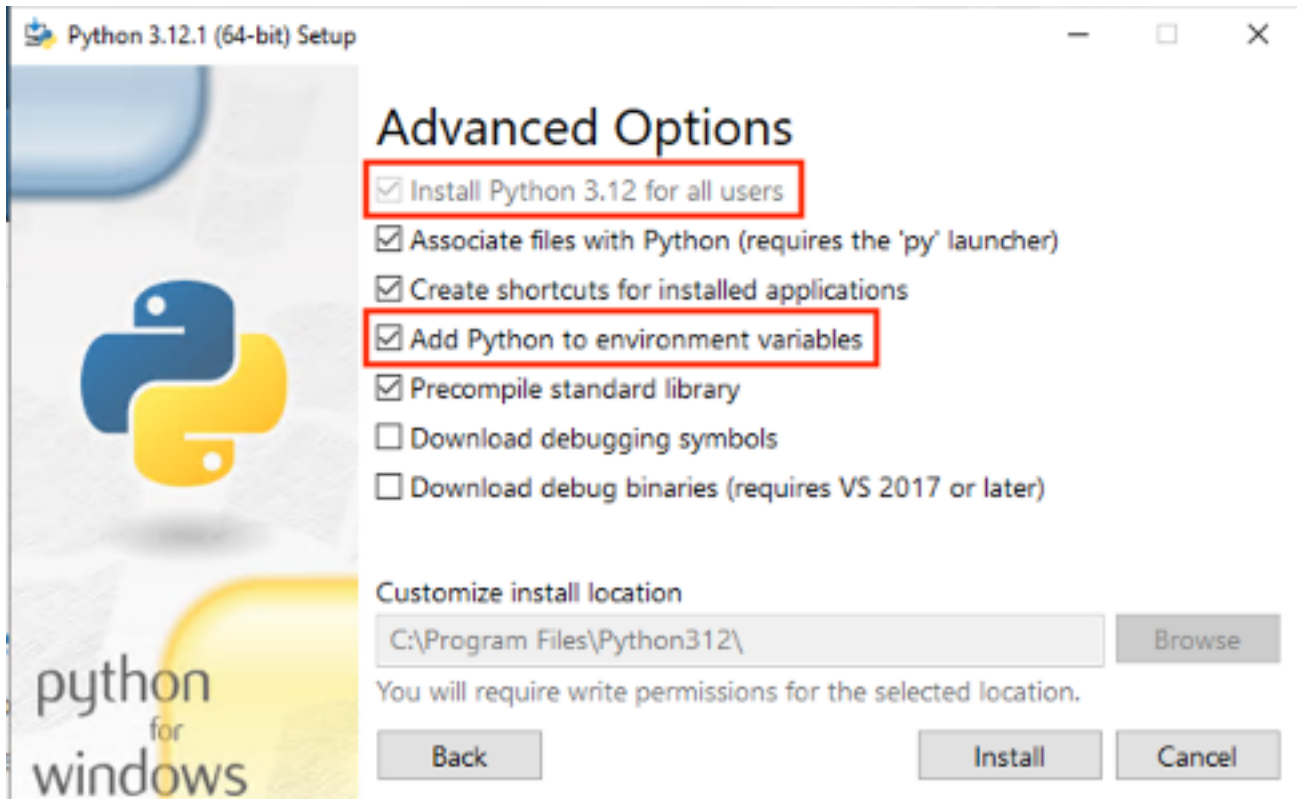 Python 3.12.1 (64-bit) Setup
Advanced Options
Install Python 3.12 for all users
Associate files with Python (requires the 'py' launcher)
Create shortcuts for installed applications
Add Python to environment variables
Precompile standard library
Download debugging symbols
Download debug binaries (requires VS 2017 or later)
Customize install location
C:\Program Files\Python312\
Browse
You will require write permissions for the selected location.
python
for
windows
Back
Install
Cancel